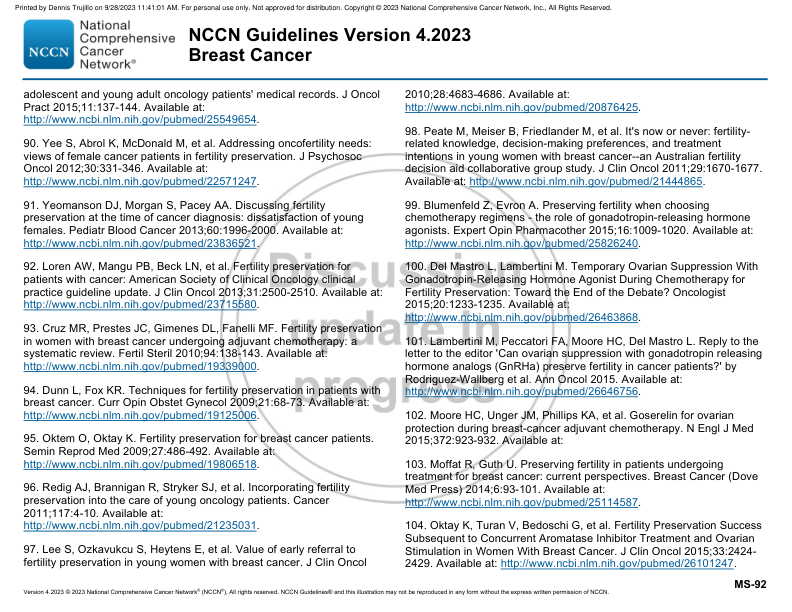 Printed by Dennis Trujillo on 9/28/2023 11:41:01 AM. For personal use only. Not approved for distribution. Copyright © 2023 National Comprehensive Cancer Network, Inc., All Rights Reserved.
NCCN
National
Comprehensive
Cancer
Network®
NCCN Guidelines Version 4.2023
Breast Cancer
adolescent and young adult oncology patients' medical records. J Oncol
Pract 2015;11:137-144. Available at:
http://www.ncbi.nlm.nih.gov/pubmed/25549654.
90. Yee S, Abrol K, McDonald M, et al. Addressing oncofertility needs:
views of female cancer patients in fertility preservation. J Psychosoc
Oncol 2012;30:331-346. Available at:
http://www.ncbi.nlm.nih.gov/pubmed/22571247.
91. Yeomanson DJ, Morgan S, Pacey AA. Discussing fertility
preservation at the time of cancer diagnosis: dissatisfaction of young
females. Pediatr Blood Cancer 2013;60:1996-2000. Available at:
http://www.ncbi.nlm.nih.gov/pubmed/23836521.
92. Loren AW, Mangu PB, Beck LN, et al. Fertility preservation for
patients with cancer: American Society of Clinical Oncology clinical
practice guideline update. J Clin Oncol 2013;31:2500-2510. Available at:
http://www.ncbi.nlm.nih.gov/pubmed/23715580.
93. Cruz MR, Prestes JC, Gimenes DL, Fanelli MF. Fertility preservation
in women with breast cancer undergoing adjuvant chemotherapy: a
systematic review. Fertil Steril 2010;94:138-143. Available at:
http://www.ncbi.nlm.nih.gov/pubmed/19339000.
94. Dunn L, Fox KR. Techniques for fertility preservation in patients with
breast cancer. Curr Opin Obstet Gynecol 2009;21:68-73. Available at:
http://www.ncbi.nlm.nih.gov/pubmed/19125006.
95. Oktem O, Oktay K. Fertility preservation for breast cancer patients.
Semin Reprod Med 2009;27:486-492. Available at:
http://www.ncbi.nlm.nih.gov/pubmed/19806518.
96. Redig AJ, Brannigan R, Stryker SJ, et al. Incorporating fertility
preservation into the care of young oncology patients. Cancer
2011;117:4-10. Available at:
http://www.ncbi.nlm.nih.gov/pubmed/21235031.
97. Lee S, Ozkavukcu S, Heytens E, et al. Value of early referral to
fertility preservation in young women with breast cancer. J Clin Oncol
2010;28:4683-4686. Available at:
http://www.ncbi.nlm.nih.gov/pubmed/20876425.
98. Peate M, Meiser B, Friedlander M, et al. It's now or never: fertility-
related knowledge, decision-making preferences, and treatment
intentions in young women with breast cancer--an Australian fertility
decision aid collaborative group study. J Clin Oncol 2011;29:1670-1677.
Available at: http://www.ncbi.nlm.nih.gov/pubmed/21444865.
99. Blumenfeld Z, Evron A. Preserving fertility when choosing
chemotherapy regimens - the role of gonadotropin-releasing hormone
agonists. Expert Opin Pharmacother 2015;16:1009-1020. Available at:
http://www.ncbi.nlm.nih.gov/pubmed/25826240.
100. Del Mastro L, Lambertini M. Temporary Ovarian Suppression With
Gonadotropin-Releasing Hormone Agonist During Chemotherapy for
Fertility Preservation: Toward the End of the Debate? Oncologist
2015;20:1233-1235. Available at:
http://www.ncbi.nlm.nih.gov/pubmed/26463868.
101. Lambertini M, Peccatori FA, Moore HC, Del Mastro L. Reply to the
letter to the editor 'Can ovarian suppression with gonadotropin releasing
hormone analogs (GnRHa) preserve fertility in cancer patients?' by
Rodriguez-Wallberg et al. Ann Oncol 2015. Available at:
http://www.ncbi.nlm.nih.gov/pubmed/26646756.
102. Moore HC, Unger JM, Phillips KA, et al. Goserelin for ovarian
protection during breast-cancer adjuvant chemotherapy. N Engl J Med
2015;372:923-932. Available at:
103. Moffat R, Guth U. Preserving fertility in patients undergoing
treatment for breast cancer: current perspectives. Breast Cancer (Dove
Med Press) 2014;6:93-101. Available at:
http://www.ncbi.nlm.nih.gov/pubmed/25114587.
104. Oktay K, Turan V, Bedoschi G, et al. Fertility Preservation Success
Subsequent to Concurrent Aromatase Inhibitor Treatment and Ovarian
Stimulation in Women With Breast Cancer. J Clin Oncol 2015;33:2424-
2429. Available at: http://www.ncbi.nlm.nih.gov/pubmed/26101247.
Discussion
update in
progress
MS-92
Version 4.2023 © 2023 National Comprehensive Cancer Network® (NCCN®), All rights reserved. NCCN Guidelines® and this illustration may not be reproduced in any form without the express written permission of NCCN.